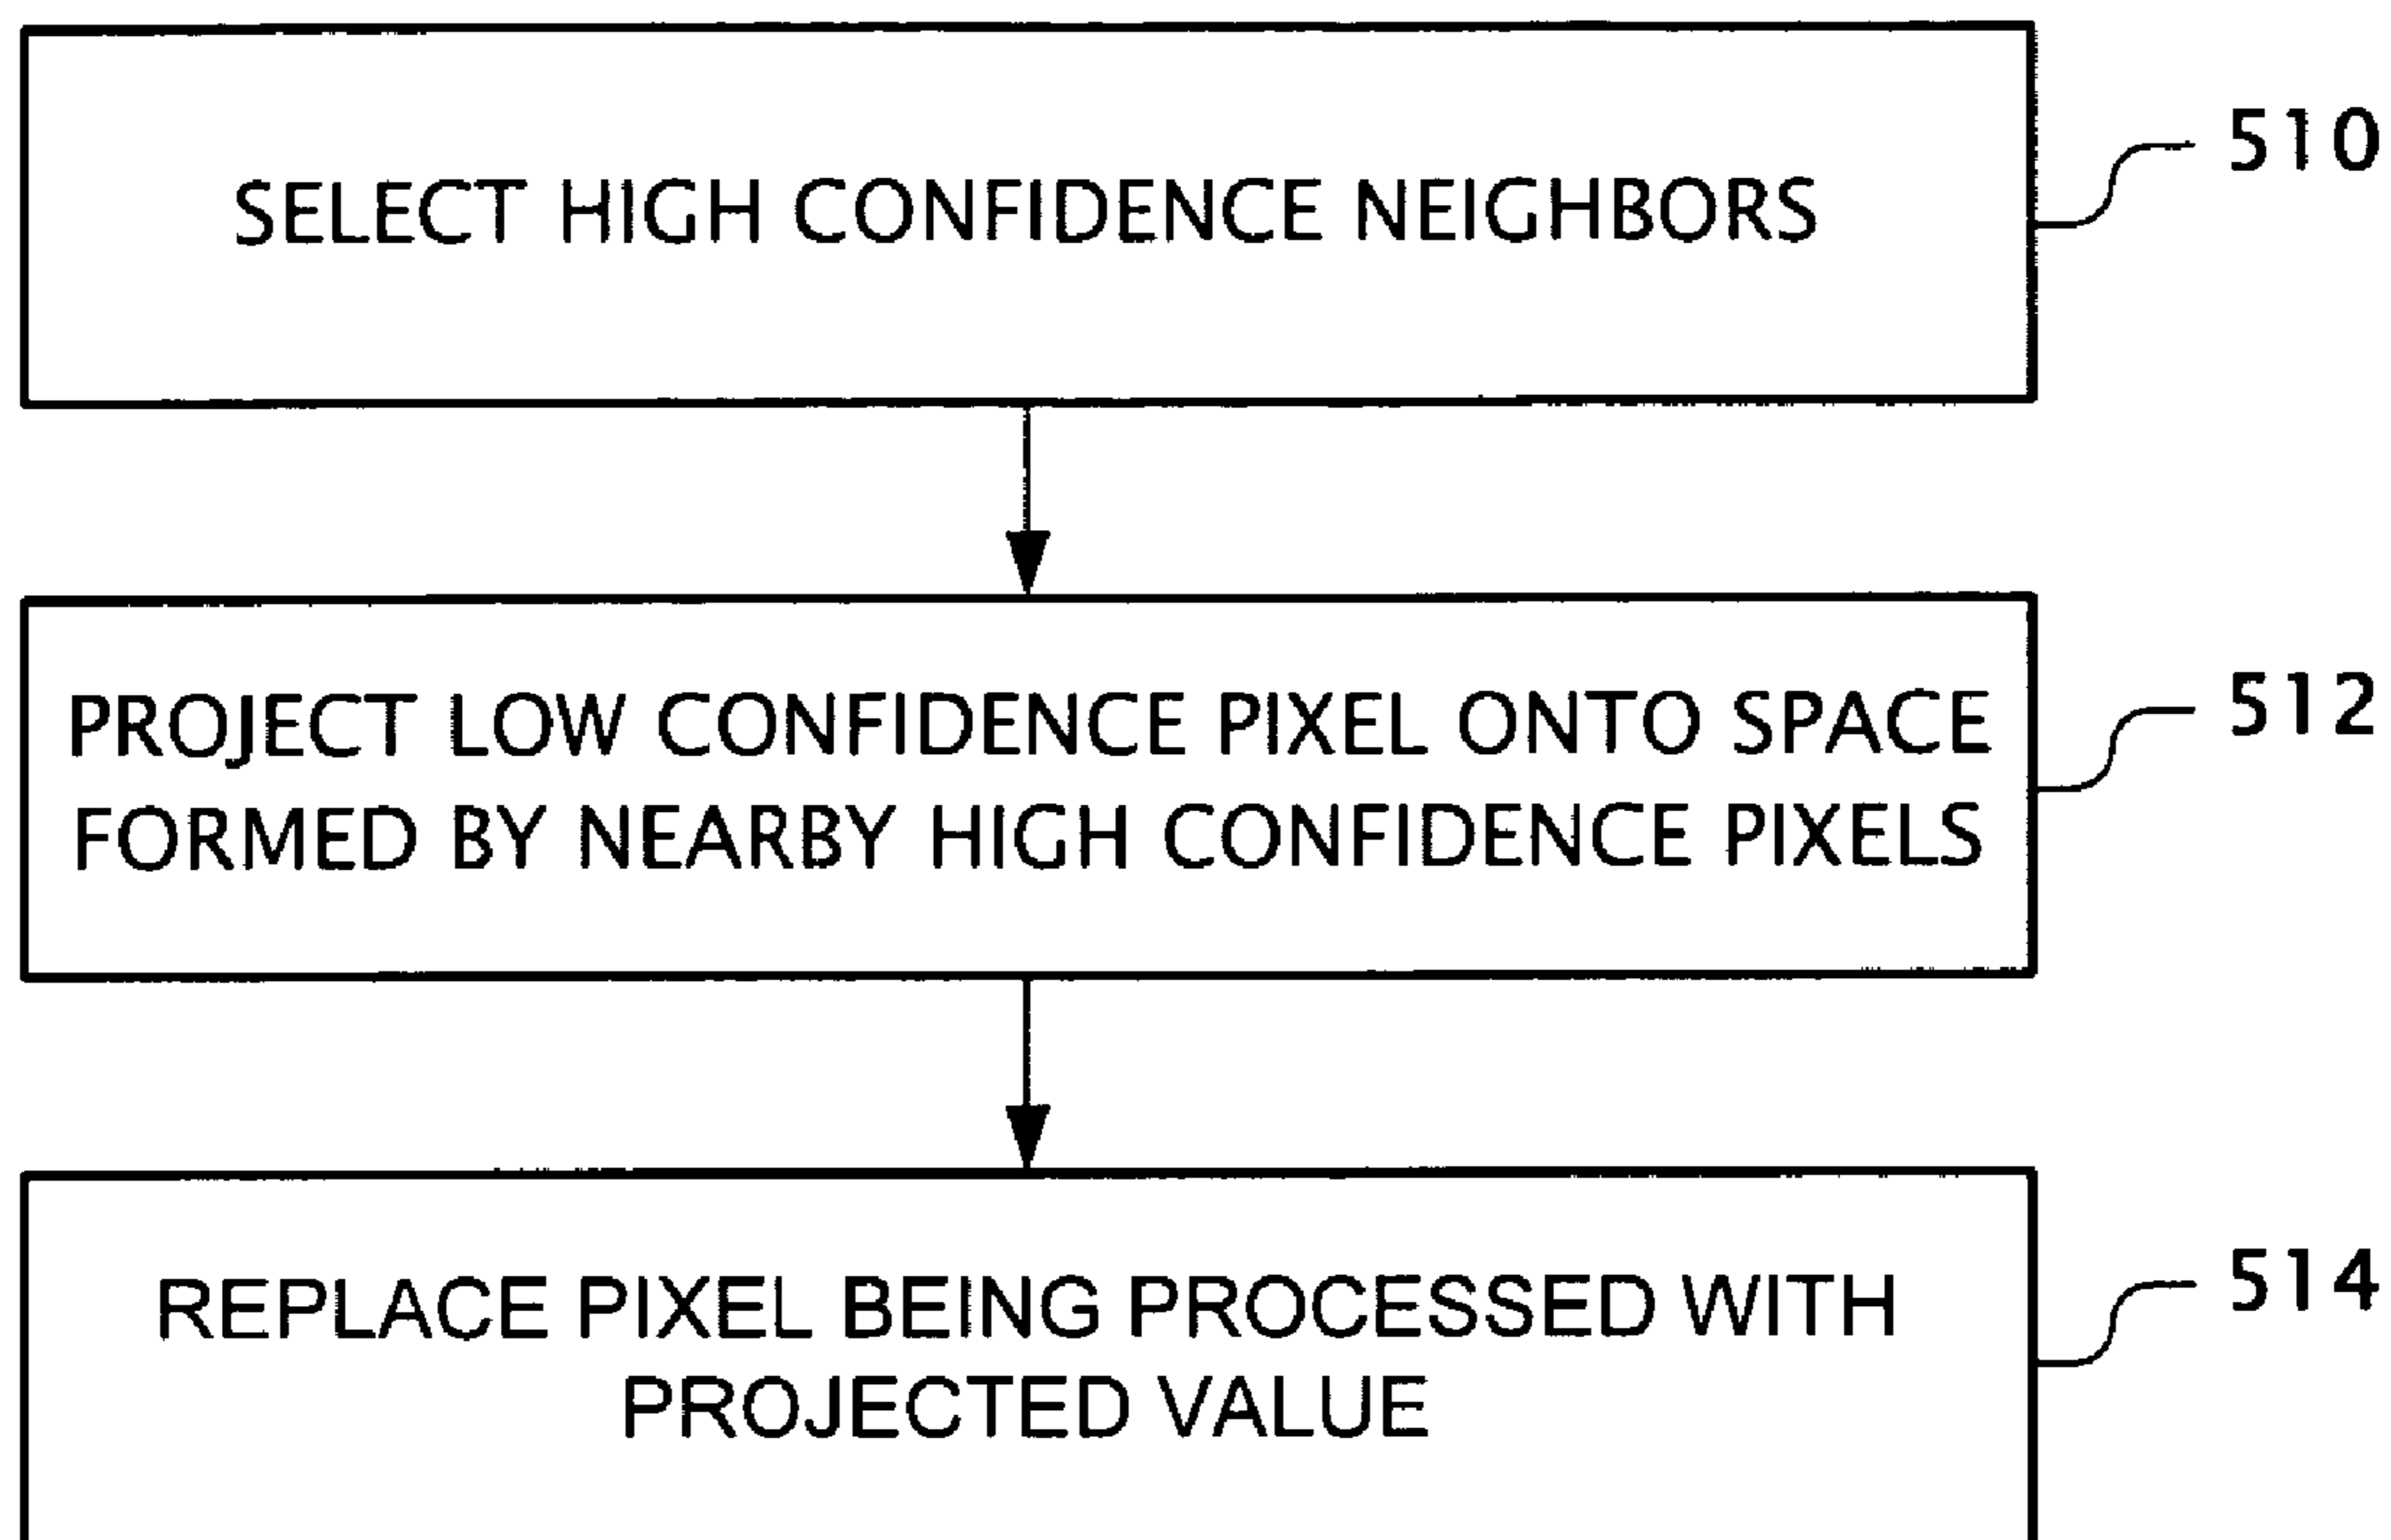 SELECT HIGH CONFIDENCE NEIGHBORS
510
PROJECT LOW CONFIDENCE PIXEL ONTO SPACE
FORMED BY NEARBY HIGH CONFIDENCE PIXELS
512
REPLACE PIXEL BEING PROCESSED WITH
PROJECTED VALUE
514